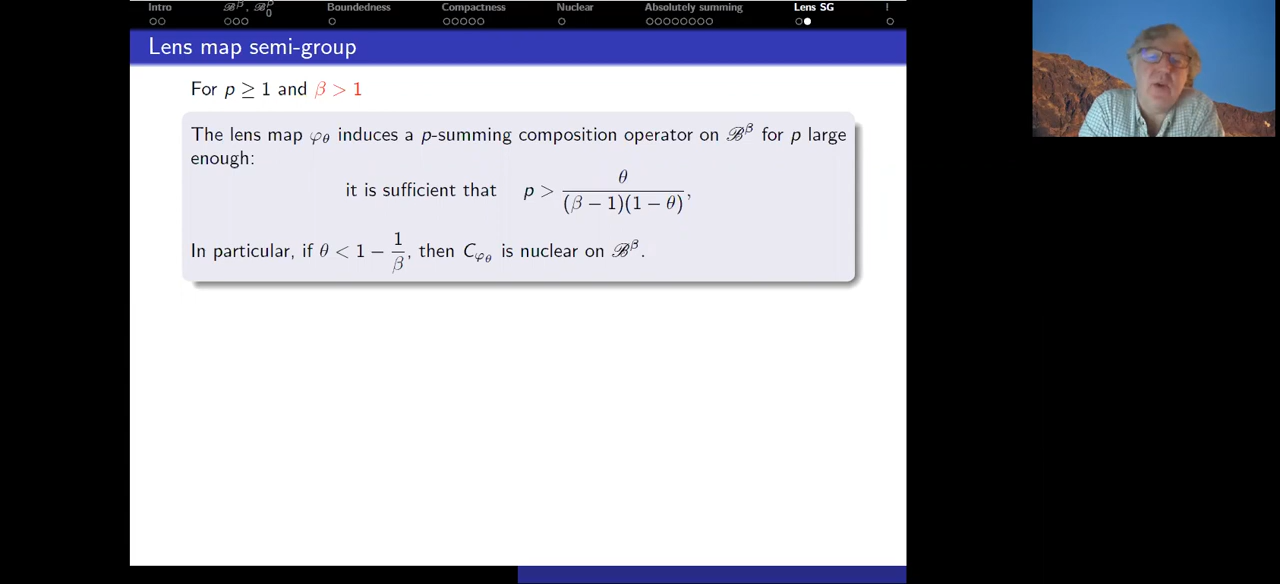 Intro ℬ^β, ℬ₀^β Boundedness Compactness Nuclear Absolutely summing Lens SG !
Lens map semi-group
For p ≥ 1 and β > 1
The lens map φ_θ induces a p-summing composition operator on ℬ^β for p large
enough:
it is sufficient that p > θ / ((β − 1)(1 − θ)),
In particular, if θ < 1 − 1/β, then C_{φ_θ} is nuclear on ℬ^β.